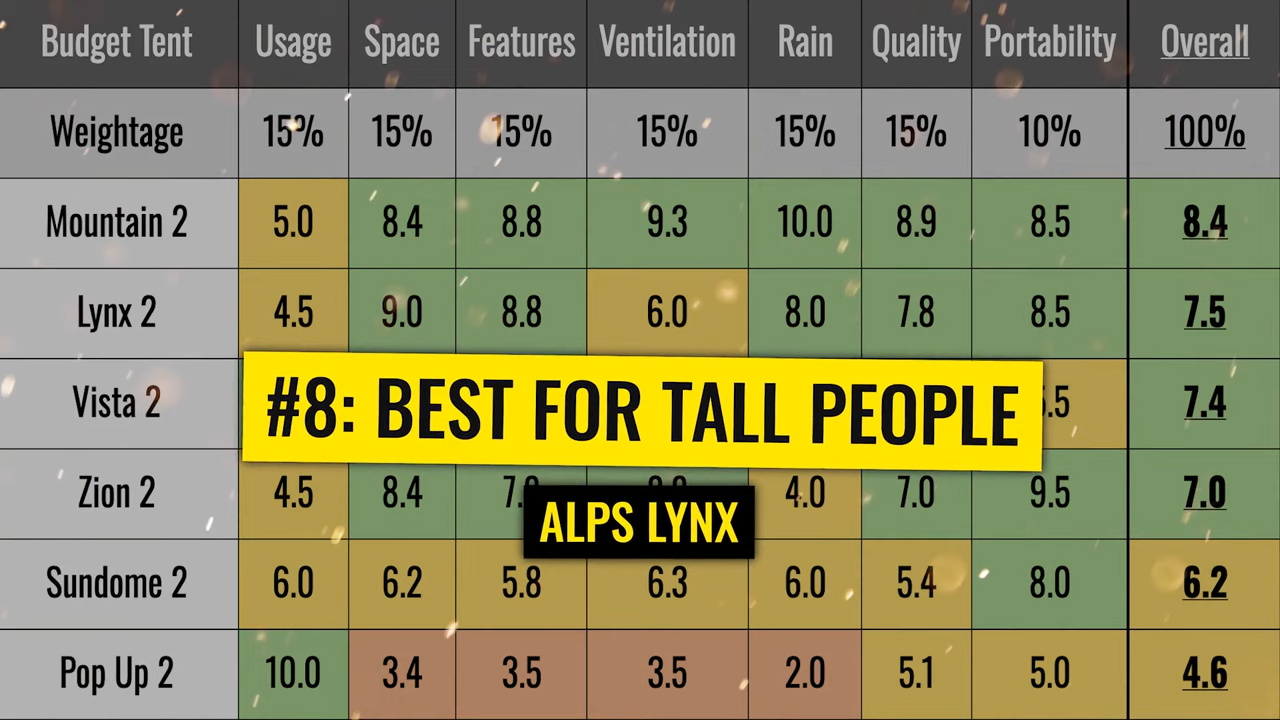 Budget Tent Usage Space Features Ventilation Rain Quality Portability Overall
Weightage 15% 15% 15% 15% 15% 15% 10% 100%
Mountain 2 5.0 8.4 8.8 9.3 10.0 8.9 8.5 8.4
Lynx 2 4.5 9.0 8.8 6.0 8.0 7.8 8.5 7.5
Vista 2 7.4
#8: BEST FOR TALL PEOPLE
Zion 2 4.5 8.4 4.0 7.0 9.5 7.0
ALPS LYNX
Sundome 2 6.0 6.2 5.8 6.3 6.0 5.4 8.0 6.2
Pop Up 2 10.0 3.4 3.5 3.5 2.0 5.1 5.0 4.6